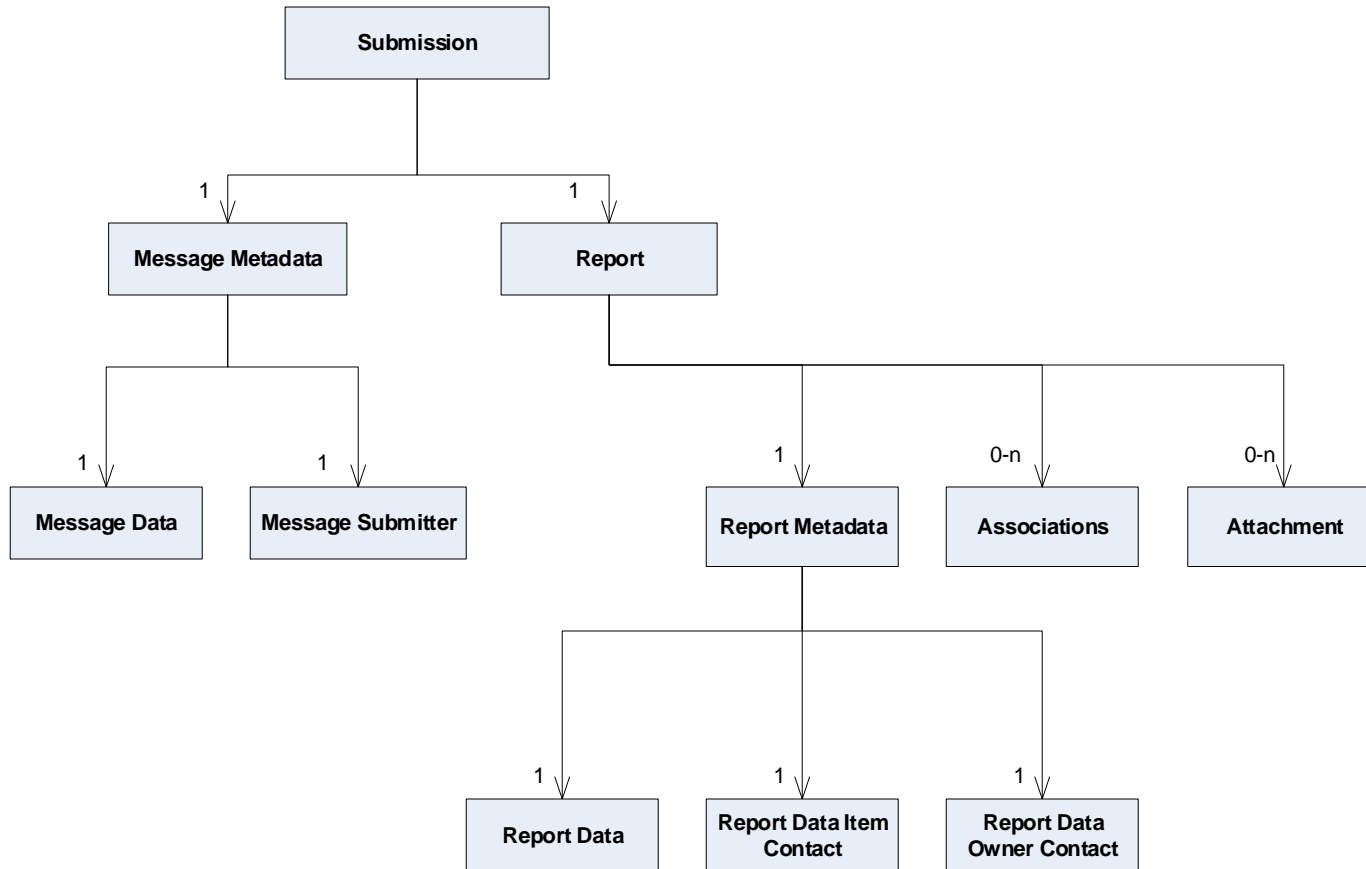 Submission
1
1
Message Metadata
Report
1
1
1
0-n
0-n
Message Data
Message Submitter
Report Metadata
Associations
Attachment
1
1
1
Report Data
Report Data Item
Contact
Report Data
Owner Contact